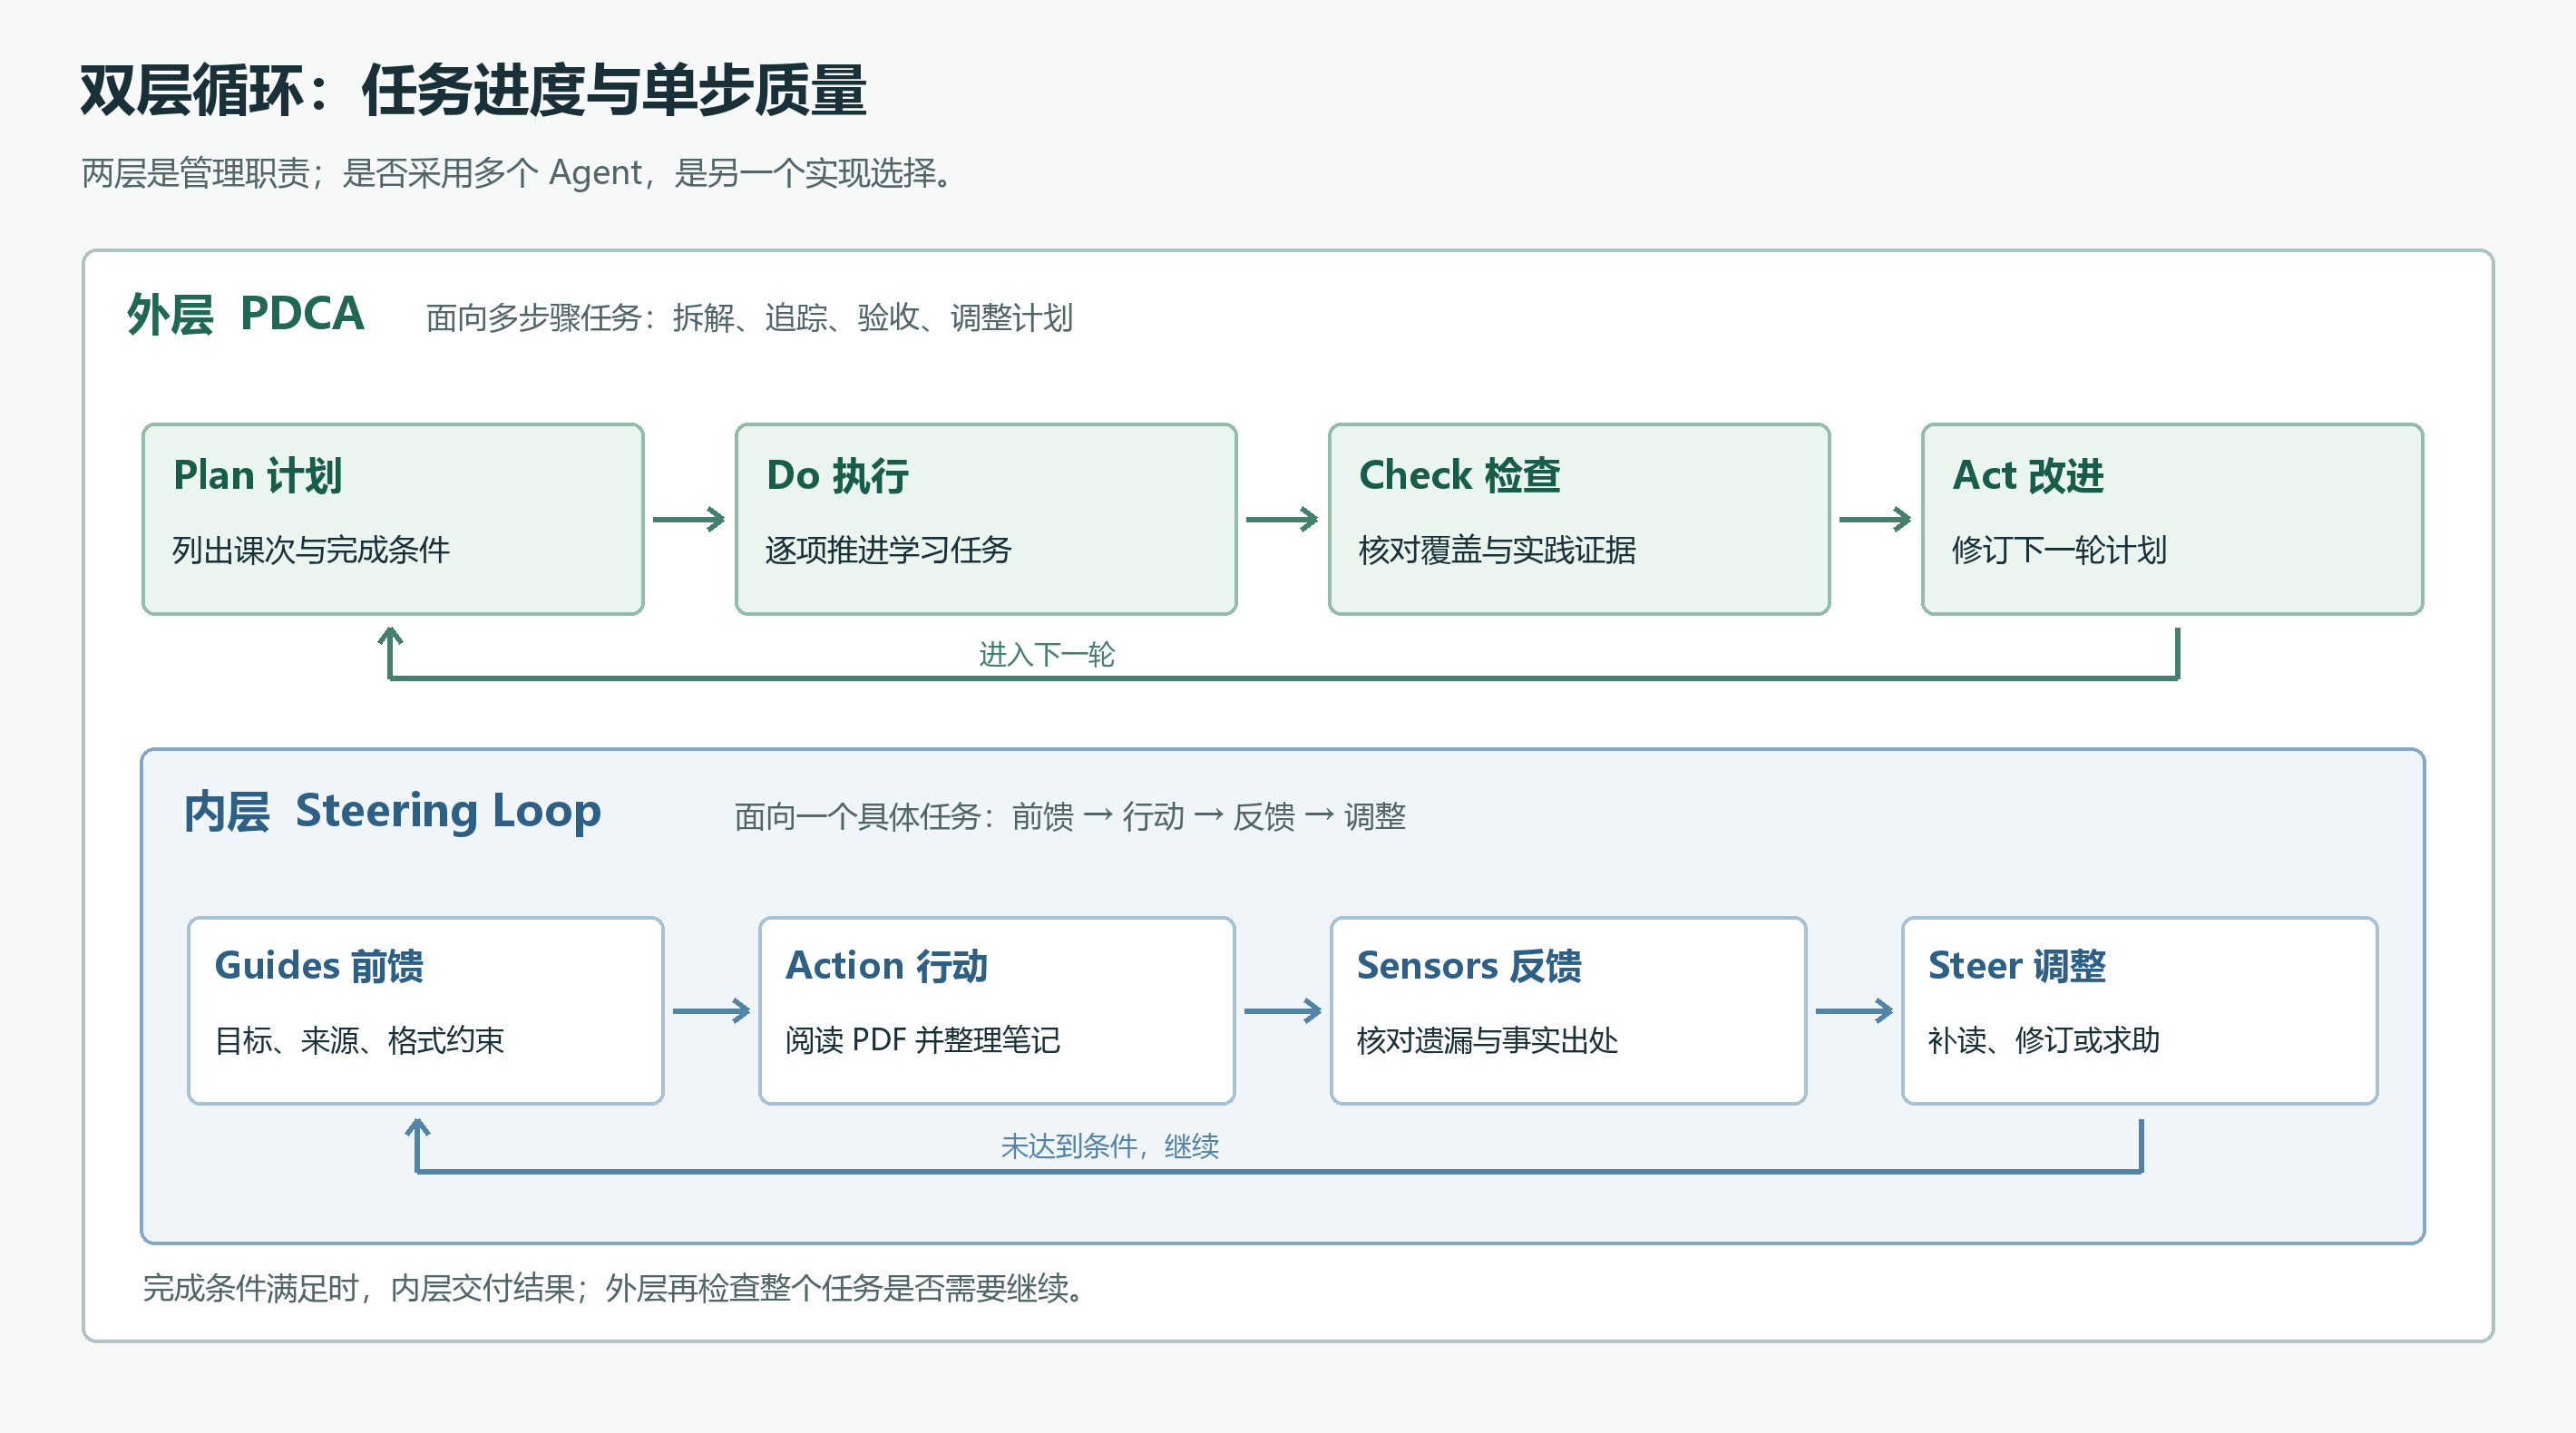 双层循环：任务进度与单步质量
两层是管理职责；是否采用多个 Agent，是另一个实现选择。
外层 PDCA
面向多步骤任务：拆解、追踪、验收、调整计划
Plan 计划
列出课次与完成条件
Do 执行
逐项推进学习任务
Check 检查
核对覆盖与实践证据
Act 改进
修订下一轮计划
进入下一轮
内层 Steering Loop
面向一个具体任务：前馈 → 行动 → 反馈 → 调整
Guides 前馈
目标、来源、格式约束
Action 行动
阅读 PDF 并整理笔记
Sensors 反馈
核对遗漏与事实出处
Steer 调整
补读、修订或求助
未达到条件，继续
完成条件满足时，内层交付结果；外层再检查整个任务是否需要继续。